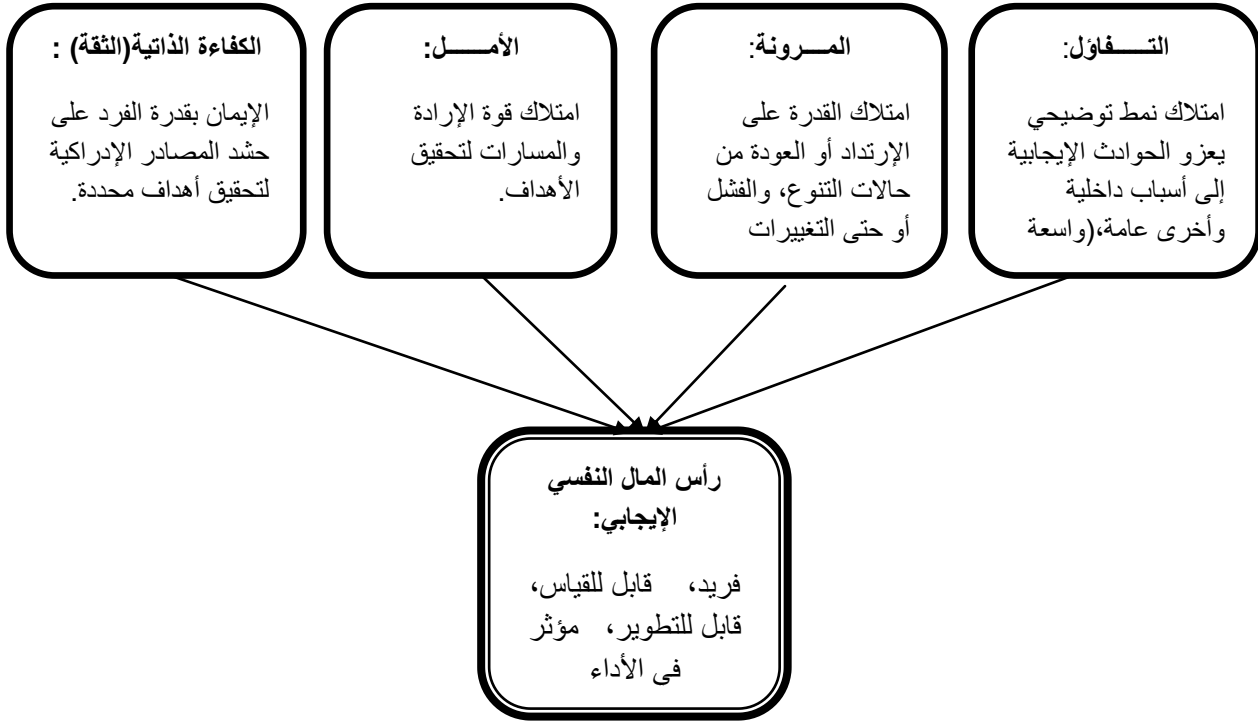 التـــــفاؤل:
امتلاك نمط توضيحي
يعزو الحوادث الإيجابية
إلى أسباب داخلية
وأخرى عامة،(واسعة
المـــرونة:
امتلاك القدرة على
الإرتداد أو العودة من
حالات التنوع، والفشل
أو حتى التغييرات
الأمـــــل:
امتلاك قوة الإرادة
والمسارات لتحقيق
الأهداف.
الكفاءة الذاتية(الثقة) :
الإيمان بقدرة الفرد على
حشد المصادر الإدراكية
لتحقيق أهداف محددة.
رأس المال النفسي
الإيجابي:
فريد، قابل للقياس،
قابل للتطوير، مؤثر
فى الأداء